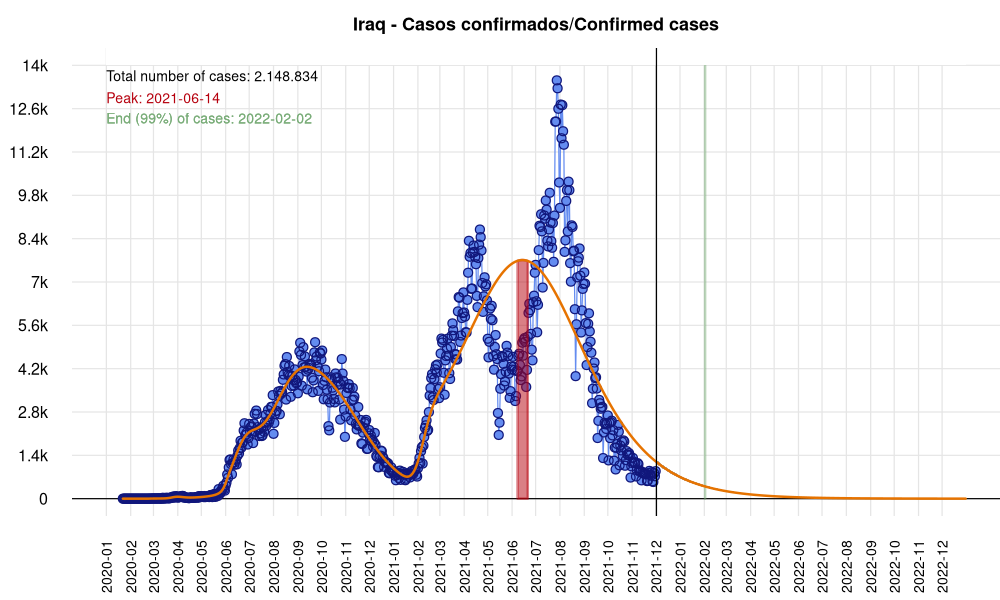 Iraq - Casos confirmados/Confirmed cases
Total number of cases: 2.148.834
Peak: 2021-06-14
End (99%) of cases: 2022-02-02
14k
12.6k
11.2k
9.8k
8.4k
7k
5.6k
4.2k
2.8k
1.4k
0
2020-01
2020-02
2020-03
2020-04
2020-05
2020-06
2020-07
2020-08
2020-09
2020-10
2020-11
2020-12
2021-01
2021-02
2021-03
2021-04
2021-05
2021-06
2021-07
2021-08
2021-09
2021-10
2021-11
2021-12
2022-01
2022-02
2022-03
2022-04
2022-05
2022-06
2022-07
2022-08
2022-09
2022-10
2022-11
2022-12